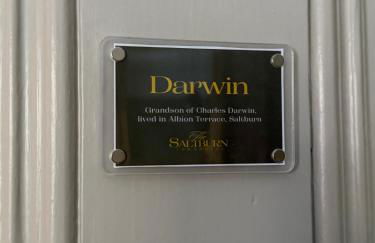 Darwin
Grandson of Charles Darwin,
lived in Albion Terrace, Saltburn
The
SALTBURN